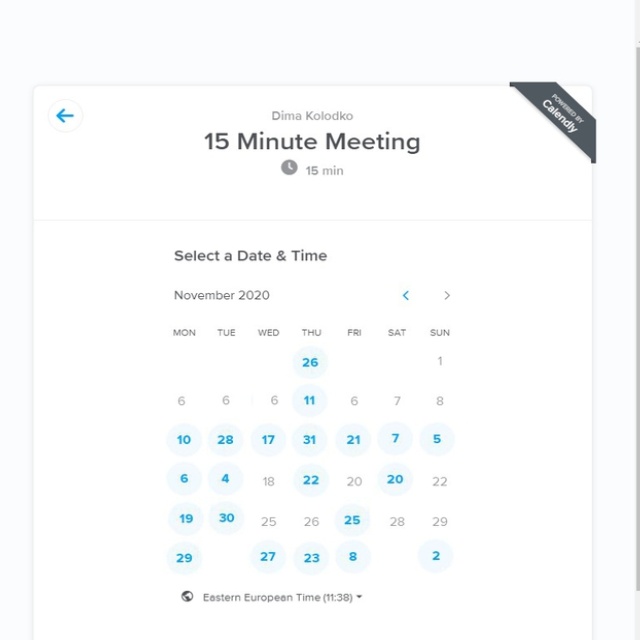 POWERED BY
Calendly
Dima Kolodko
15 Minute Meeting
15 min
Select a Date & Time
November 2020
MON TUE WED THU FRI SAT SUN
26 1
6 6 6 11 6 7 8
10 28 17 31 21 7 5
6 4 18 22 20 20 22
19 30 25 26 25 28 29
29 27 23 8 2
Eastern European Time (11:38)